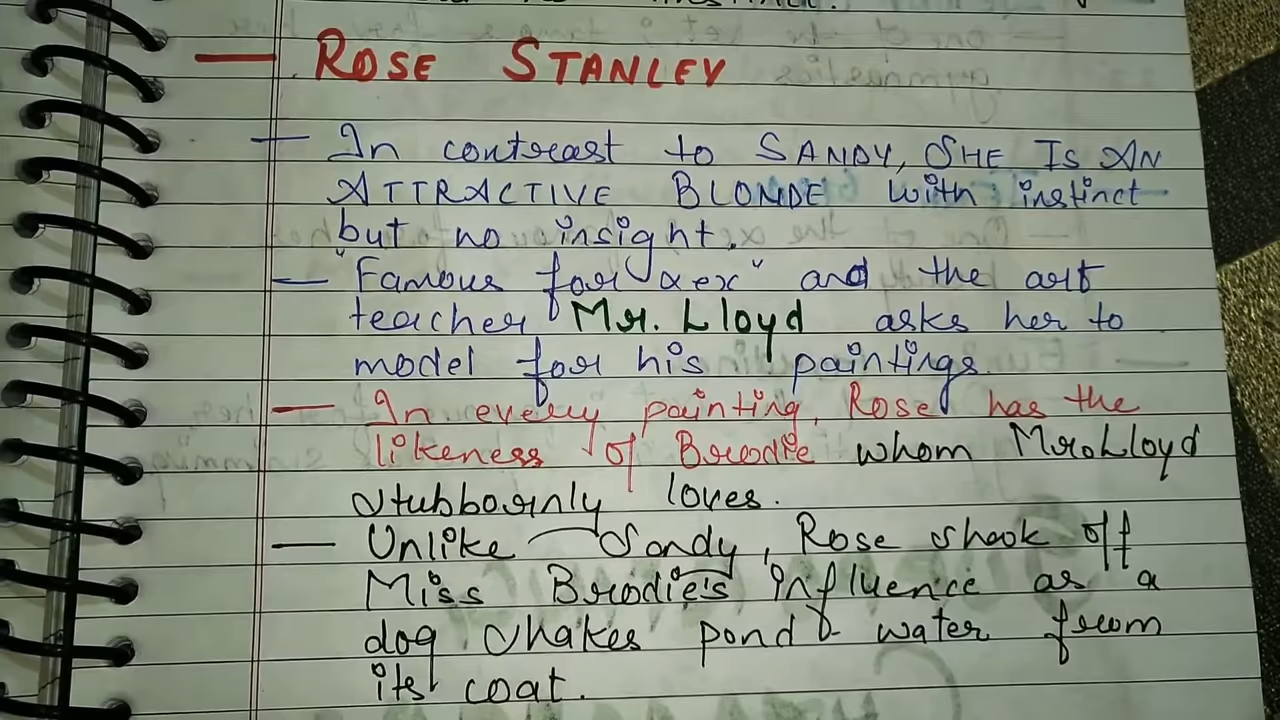 — ROSE STANLEY
— In contrast to SANDY, SHE IS AN
ATTRACTIVE BLONDE with instinct
but no insight.
— "Famous for sex" and the art
teacher Mr. Lloyd asks her to
model for his paintings.
— In every painting, Rose has the
likeness of Brodie whom Mr. Lloyd
stubbornly loves.
— Unlike Sandy, Rose shook off
Miss Brodie's influence as a
dog shakes pond water from
its coat.